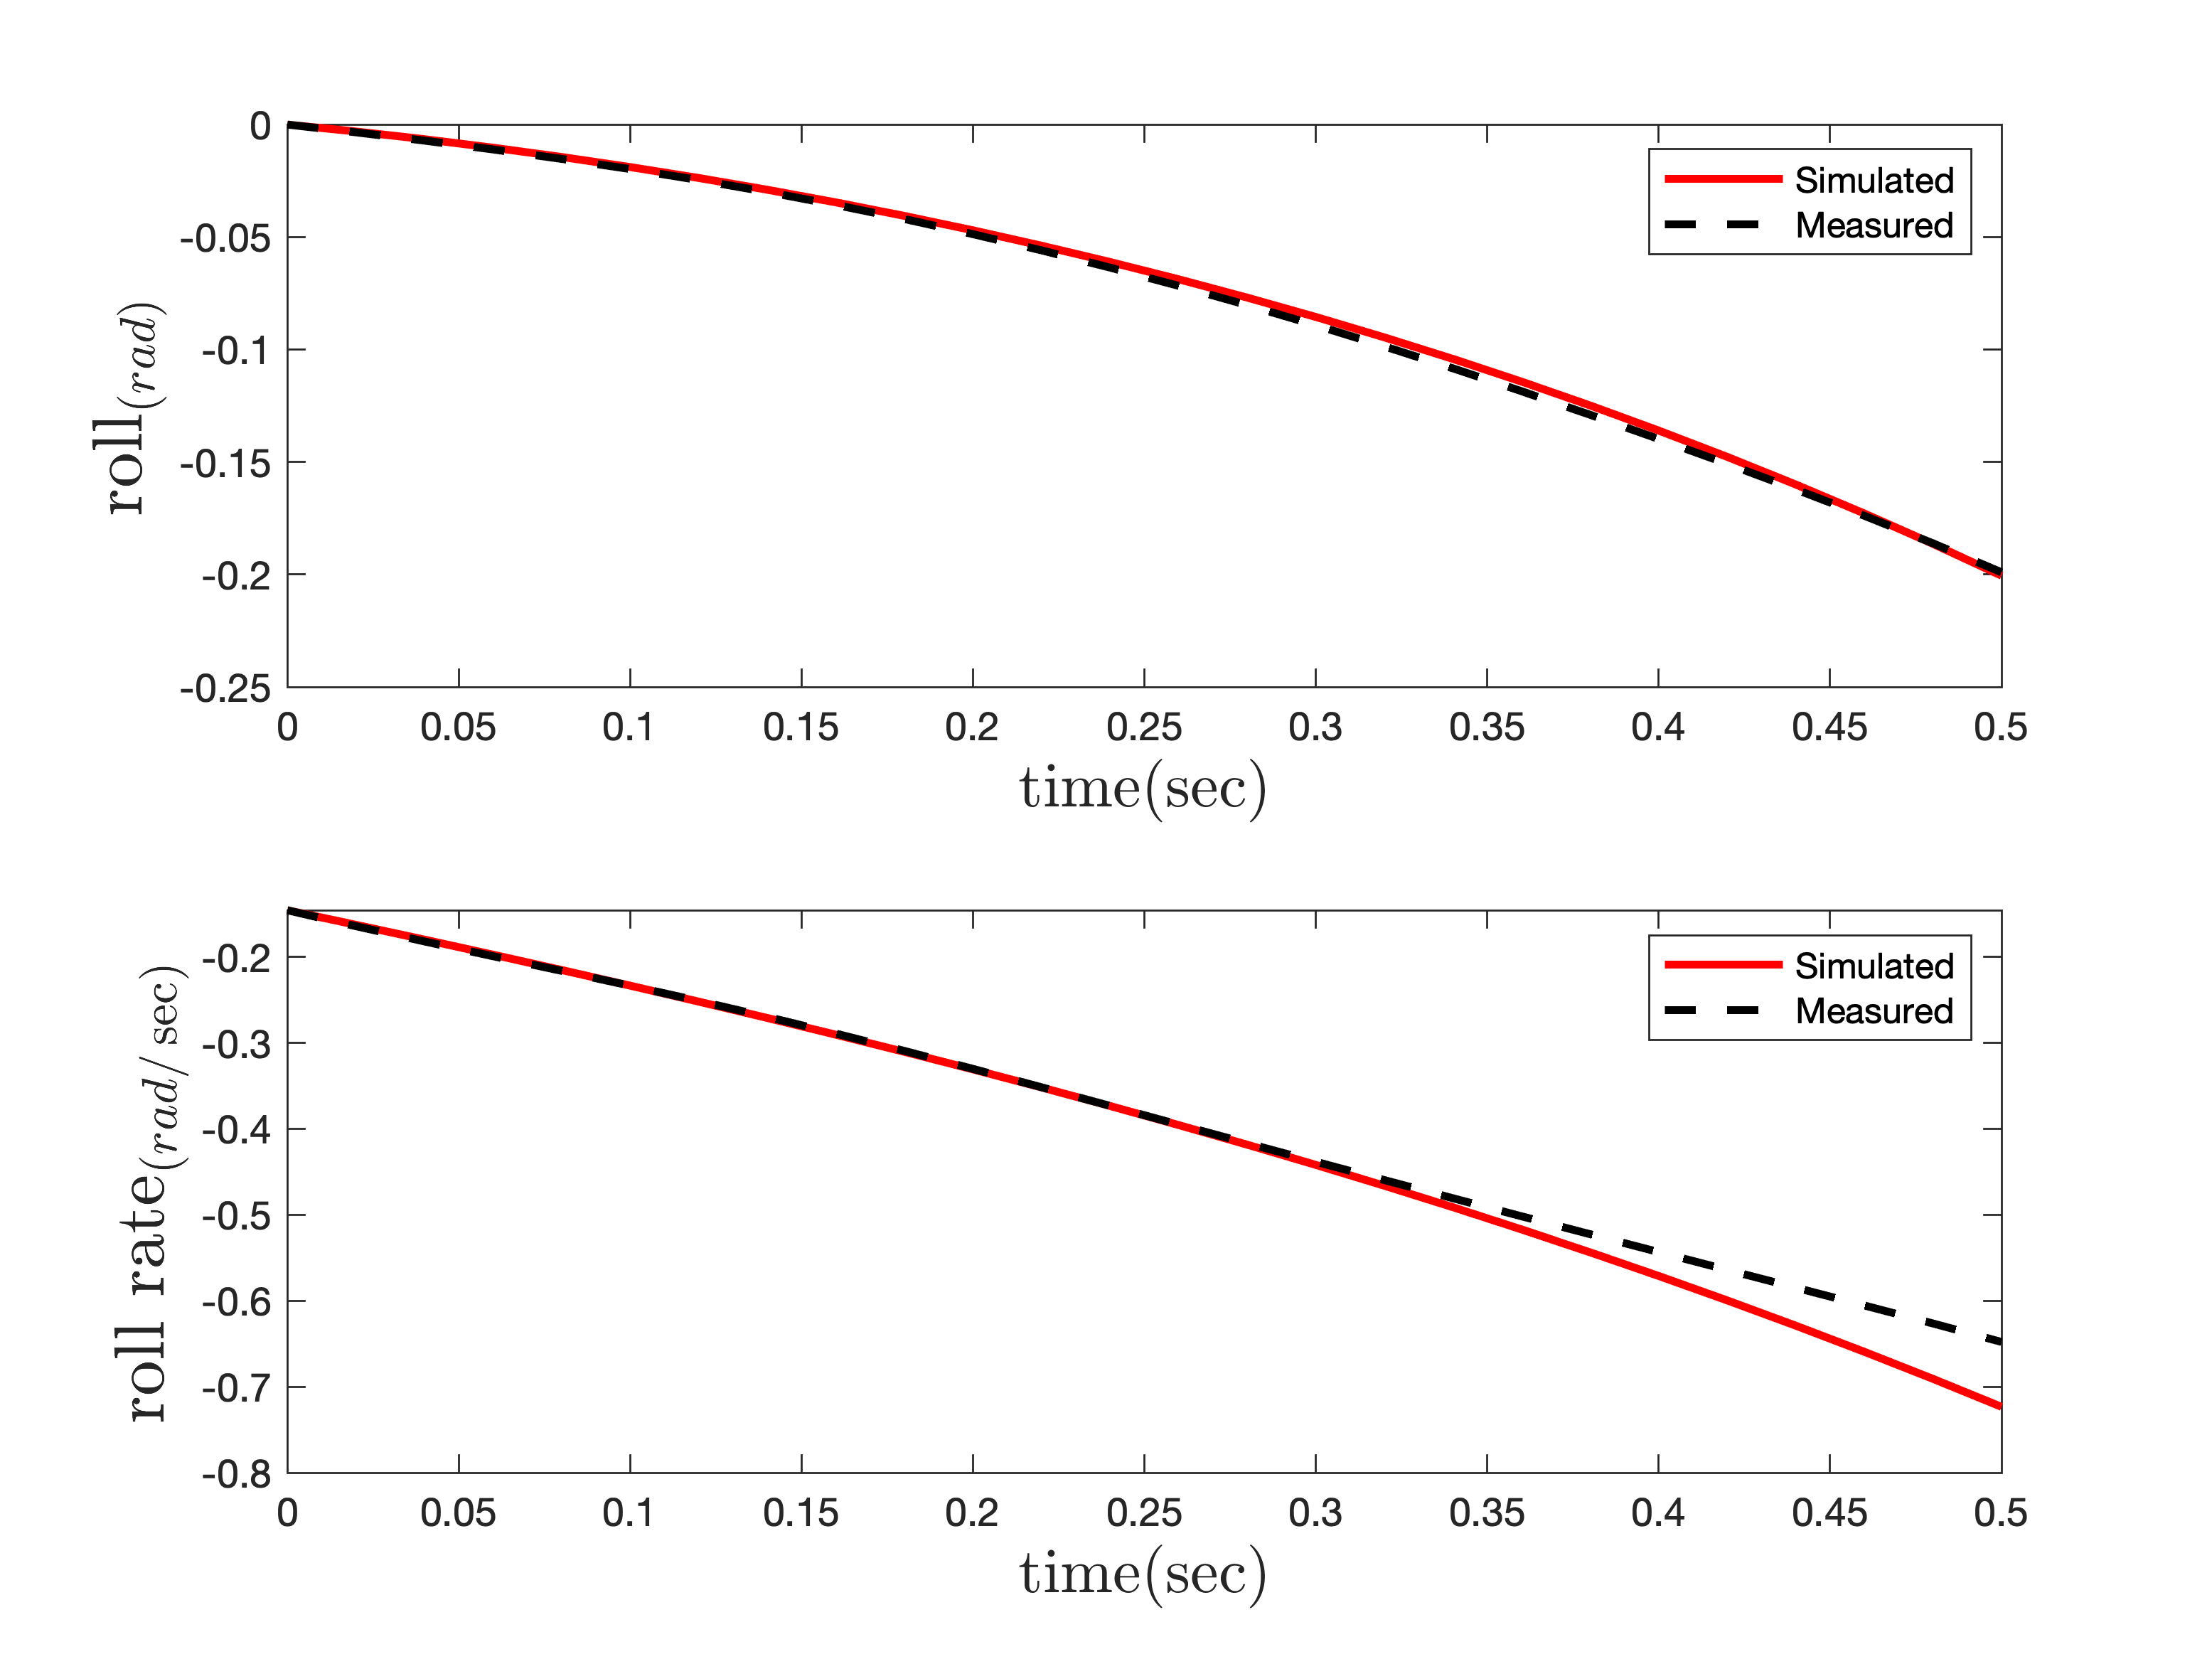 0
-0.05
-0.1
-0.15
-0.2
-0.25
roll(rad)
Simulated
Measured
0 0.05 0.1 0.15 0.2 0.25 0.3 0.35 0.4 0.45 0.5
time(sec)
-0.2
-0.3
-0.4
-0.5
-0.6
-0.7
-0.8
roll rate(rad/ sec)
Simulated
Measured
0 0.05 0.1 0.15 0.2 0.25 0.3 0.35 0.4 0.45 0.5
time(sec)